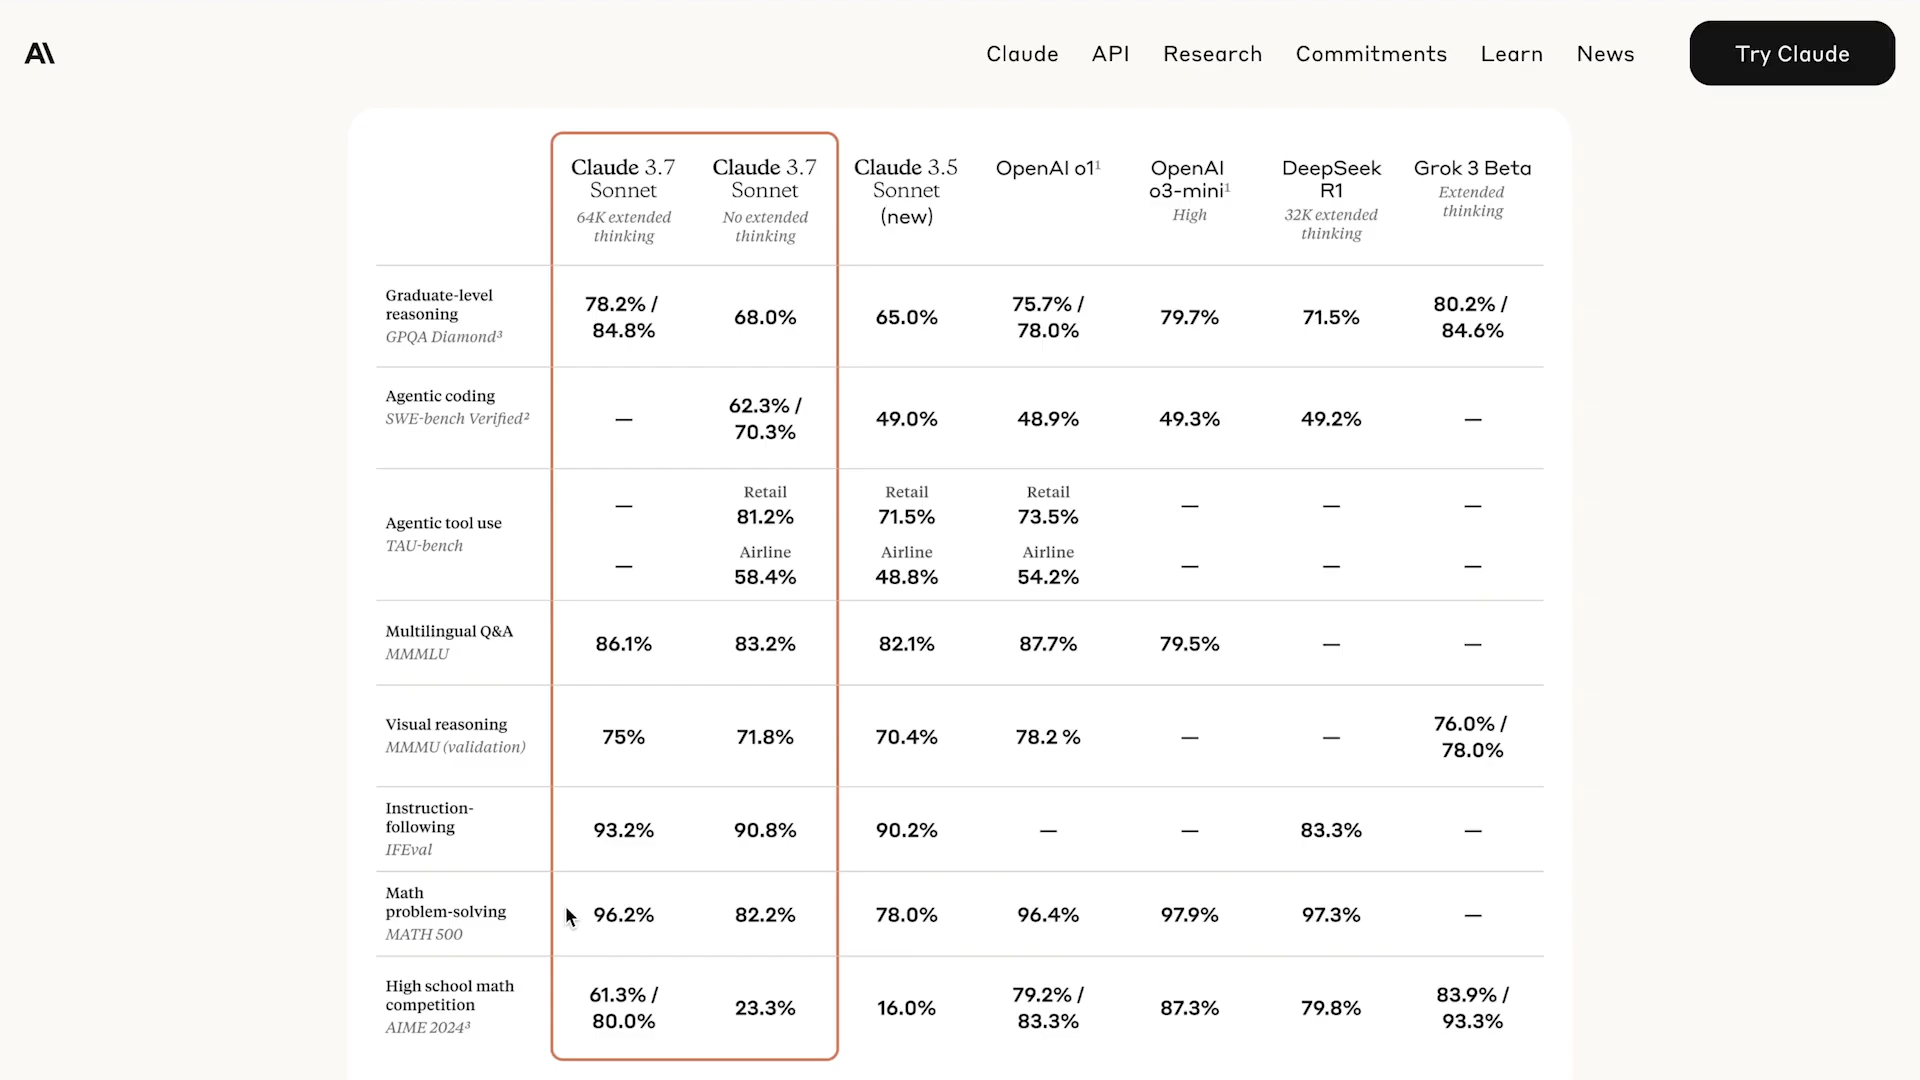 A\
Claude API Research Commitments Learn News Try Claude
Claude 3.7 Sonnet 64K extended thinking
Claude 3.7 Sonnet No extended thinking
Claude 3.5 Sonnet (new)
OpenAI o1¹
OpenAI o3-mini¹ High
DeepSeek R1 32K extended thinking
Grok 3 Beta Extended thinking
Graduate-level reasoning GPQA Diamond³ 78.2% / 84.8% 68.0% 65.0% 75.7% / 78.0% 79.7% 71.5% 80.2% / 84.6%
Agentic coding SWE-bench Verified² — 62.3% / 70.3% 49.0% 48.9% 49.3% 49.2% —
Agentic tool use TAU-bench
— Retail 81.2% Retail 71.5% Retail 73.5% — — —
— Airline 58.4% Airline 48.8% Airline 54.2% — — —
Multilingual Q&A MMMLU 86.1% 83.2% 82.1% 87.7% 79.5% — —
Visual reasoning MMMU (validation) 75% 71.8% 70.4% 78.2 % — — 76.0% / 78.0%
Instruction-following IFEval 93.2% 90.8% 90.2% — — 83.3% —
Math problem-solving MATH 500 96.2% 82.2% 78.0% 96.4% 97.9% 97.3% —
High school math competition AIME 2024³ 61.3% / 80.0% 23.3% 16.0% 79.2% / 83.3% 87.3% 79.8% 83.9% / 93.3%